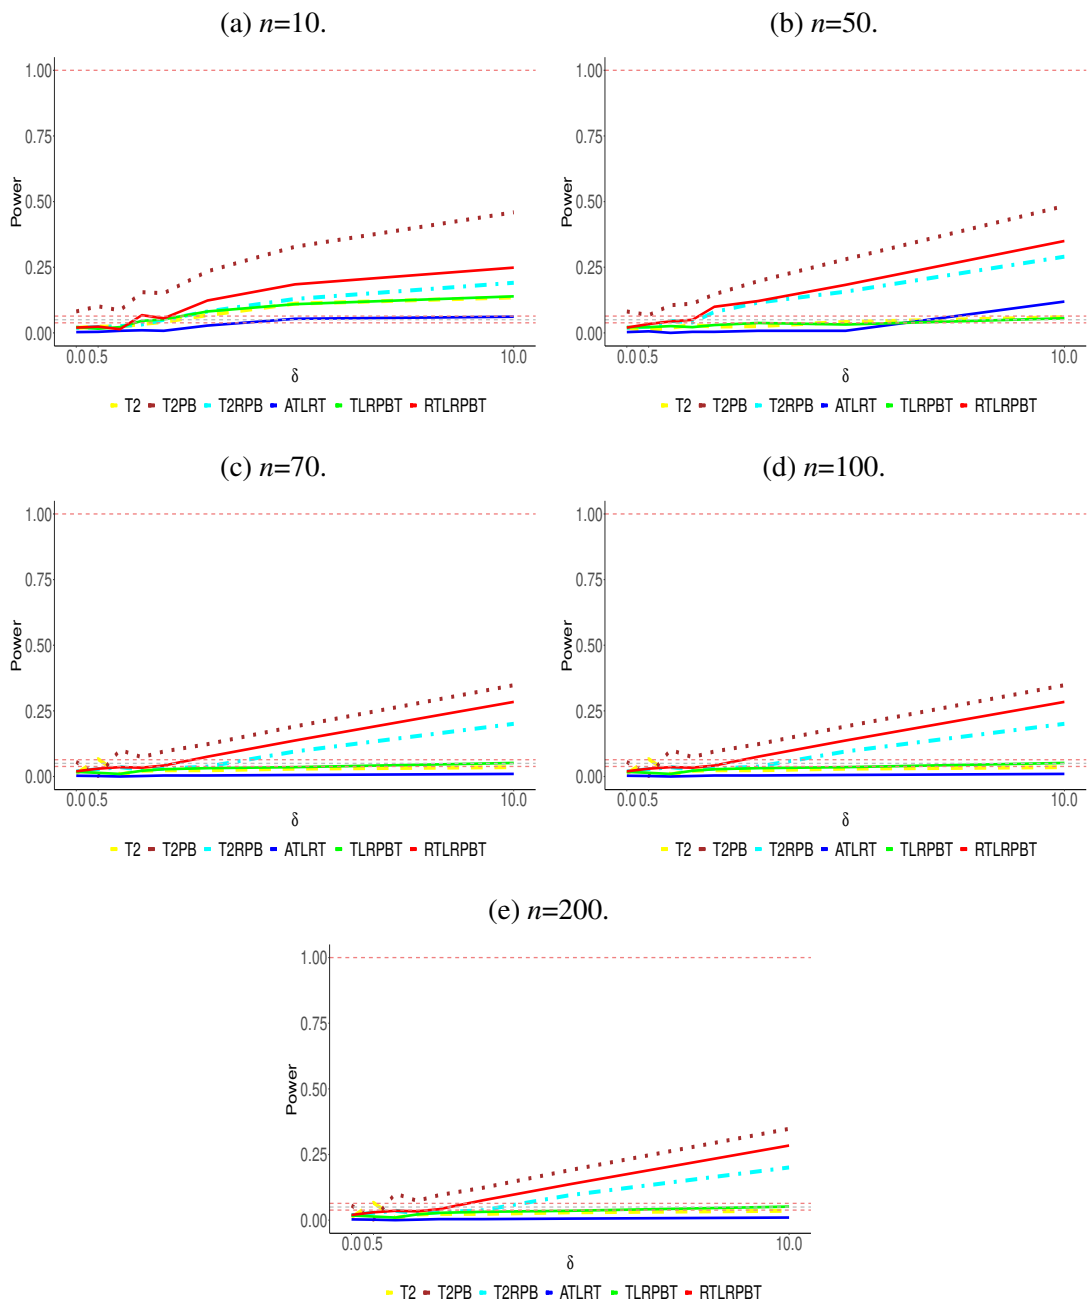 (a) n=10.
(b) n=50.
1.00
0.75
0.50
0.25
0.00
Power
0.0 0.5 10.0
δ
T2 T2PB T2RPB ATLRT TLRPBT RTLRPBT
1.00
0.75
0.50
0.25
0.00
Power
0.0 0.5 10.0
δ
T2 T2PB T2RPB ATLRT TLRPBT RTLRPBT
(c) n=70.
(d) n=100.
1.00
0.75
0.50
0.25
0.00
Power
0.0 0.5 10.0
δ
T2 T2PB T2RPB ATLRT TLRPBT RTLRPBT
1.00
0.75
0.50
0.25
0.00
Power
0.0 0.5 10.0
δ
T2 T2PB T2RPB ATLRT TLRPBT RTLRPBT
(e) n=200.
1.00
0.75
0.50
0.25
0.00
Power
0.0 0.5 10.0
δ
T2 T2PB T2RPB ATLRT TLRPBT RTLRPBT